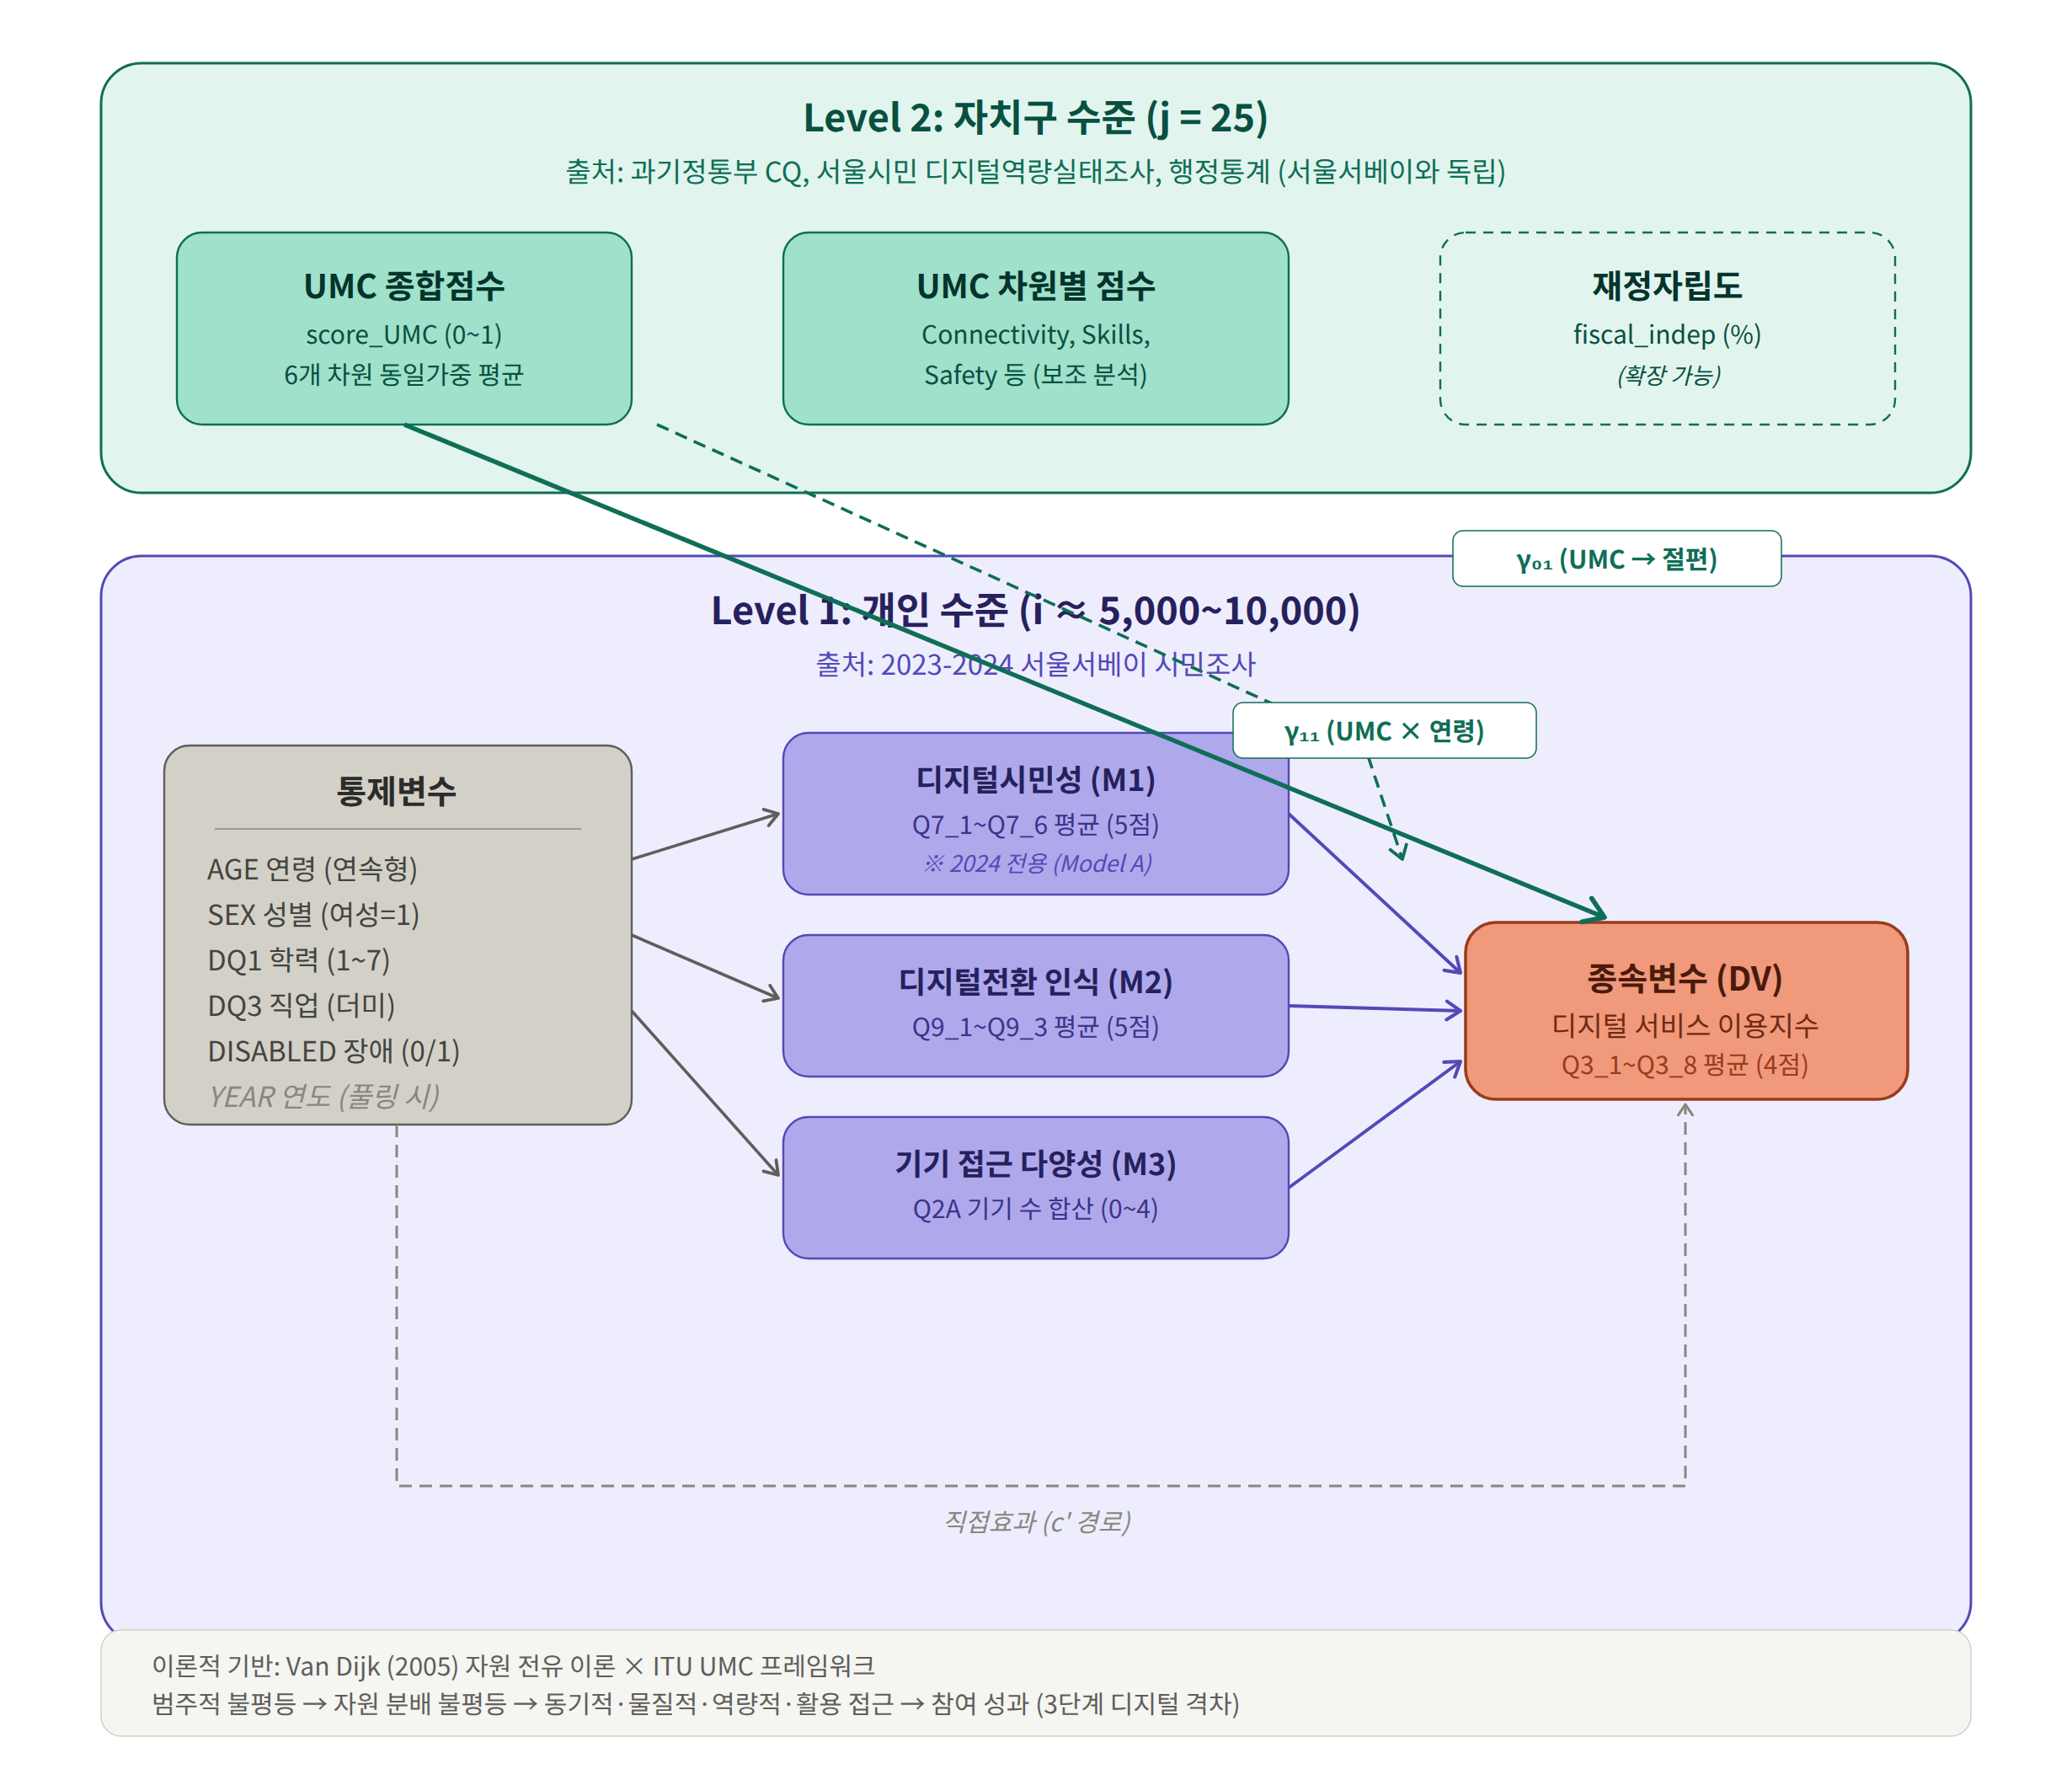 Level 2: 자치구 수준 (j = 25)
출처: 과기정통부 CQ, 서울시민 디지털역량실태조사, 행정통계 (서울서베이와 독립)
UMC 종합점수
score_UMC (0~1)
6개 차원 동일가중 평균
UMC 차원별 점수
Connectivity, Skills,
Safety 등 (보조 분석)
재정자립도
fiscal_indep (%)
(확장 가능)
γ₀₁ (UMC → 절편)
Level 1: 개인 수준 (i ≈ 5,000~10,000)
출처: 2023-2024 서울서베이 시민조사
γ₁₁ (UMC × 연령)
통제변수
AGE 연령 (연속형)
SEX 성별 (여성=1)
DQ1 학력 (1~7)
DQ3 직업 (더미)
DISABLED 장애 (0/1)
YEAR 연도 (풀링 시)
디지털시민성 (M1)
Q7_1~Q7_6 평균 (5점)
※ 2024 전용 (Model A)
디지털전환 인식 (M2)
Q9_1~Q9_3 평균 (5점)
기기 접근 다양성 (M3)
Q2A 기기 수 합산 (0~4)
종속변수 (DV)
디지털 서비스 이용지수
Q3_1~Q3_8 평균 (4점)
직접효과 (c' 경로)
이론적 기반: Van Dijk (2005) 자원 전유 이론 × ITU UMC 프레임워크
범주적 불평등 → 자원 분배 불평등 → 동기적·물질적·역량적·활용 접근 → 참여 성과 (3단계 디지털 격차)